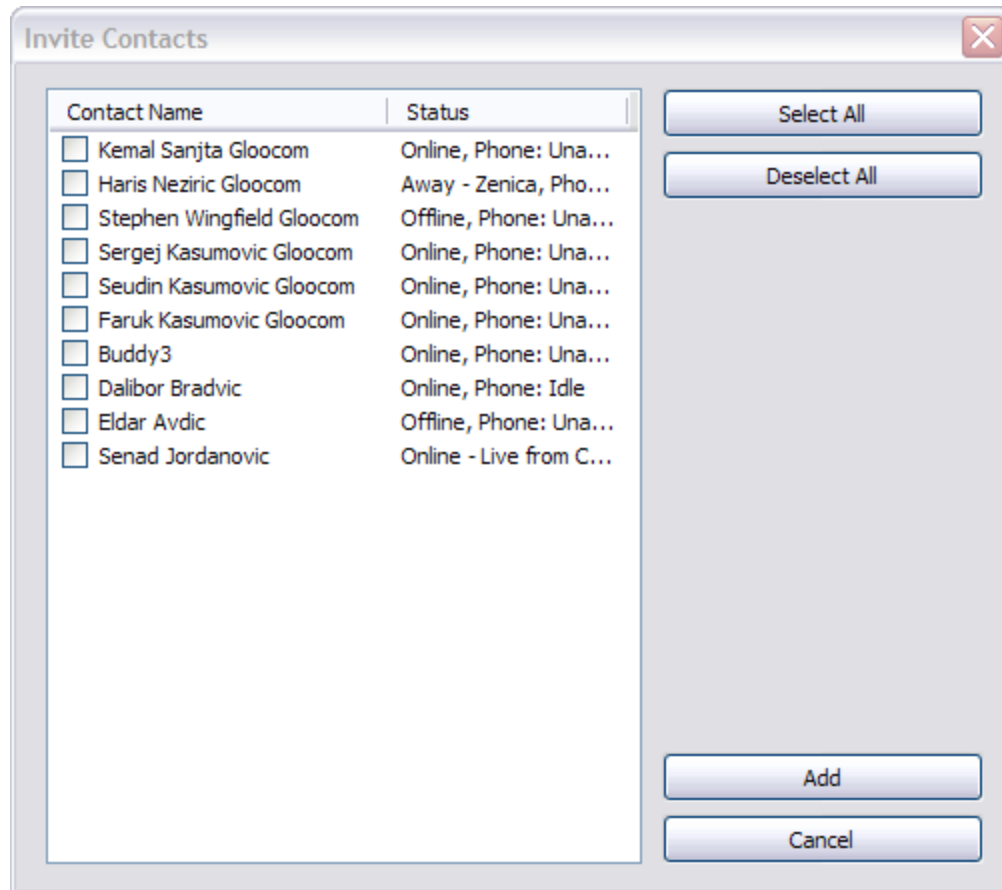 Invite Contacts
Contact Name Status
Kemal Sanjta Gloocom Online, Phone: Una...
Haris Neziric Gloocom Away - Zenica, Pho...
Stephen Wingfield Gloocom Offline, Phone: Una...
Sergej Kasumovic Gloocom Online, Phone: Una...
Seudin Kasumovic Gloocom Online, Phone: Una...
Faruk Kasumovic Gloocom Online, Phone: Una...
Buddy3 Online, Phone: Una...
Dalibor Bradvic Online, Phone: Idle
Eldar Avdic Offline, Phone: Una...
Senad Jordanovic Online - Live from C...
Select All
Deselect All
Add
Cancel